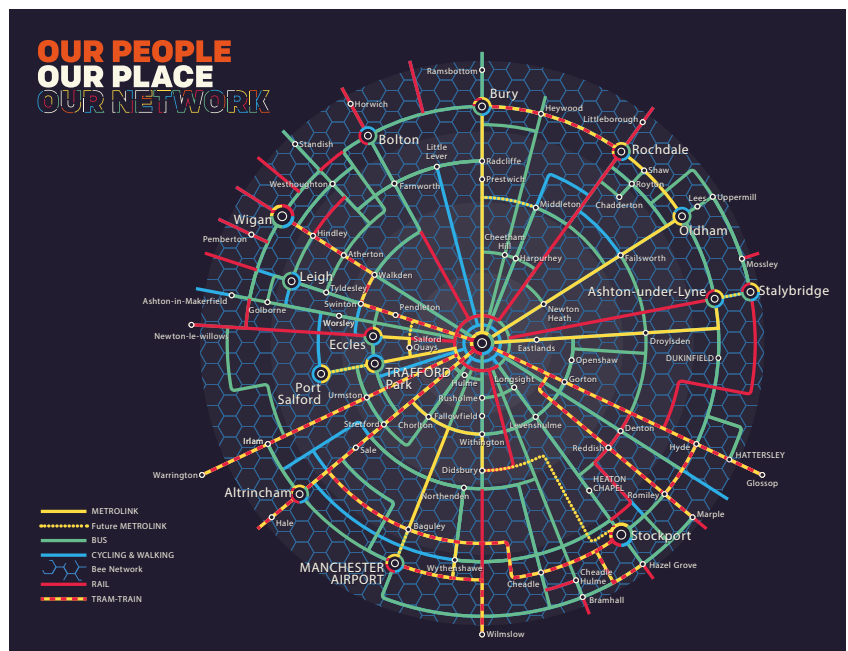 OUR PEOPLE
OUR PLACE
OUR NETWORK
Ramsbottom
Bury
Horwich
Heywood
Littleborough
Bolton
Standish
Little
Lever
Rochdale
Radcliffe
Shaw
Prestwich
Westhoughton
Farnworth
Royton
Lees
Uppermill
Chadderton
Middleton
Wigan
Oldham
Pemberton
Hindley
Cheetham
Hill
Harpurhey
Atherton
Failsworth
Mossley
Walkden
Leigh
Tyldesley
Ashton-under-Lyne
Stalybridge
Ashton-in-Makerfield
Golborne
Swinton
Pendleton
Newton
Heath
Worsley
Newton-le-willows
Salford
Quays
Eccles
Eastlands
Droylsden
Openshaw
DUKINFIELD
TRAFFORD
Park
Port
Salford
Hulme
Longsight
Gorton
Urmston
Rusholme
Stretford
Chorlton
Fallowfield
Levenshulme
Denton
Irlam
Sale
Withington
Reddish
Hyde
HATTERSLEY
Warrington
Didsbury
Glossop
Altrincham
Northenden
HEATON
CHAPEL
Romiley
Hale
Baguley
Marple
Stockport
METROLINK
Future METROLINK
BUS
CYCLING & WALKING
Bee Network
RAIL
TRAM-TRAIN
MANCHESTER
AIRPORT
Wythenshawe
Cheadle
Cheadle
Hulme
Hazel Grove
Bramhall
Wilmslow